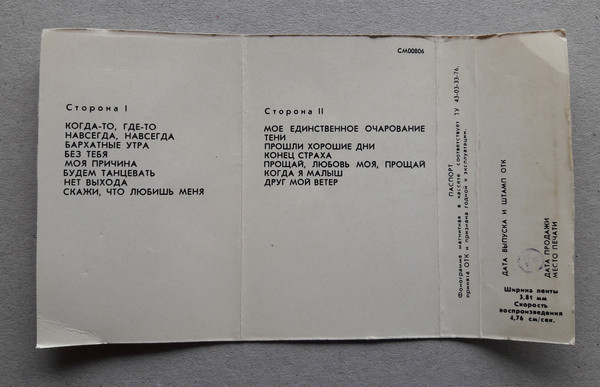 СМ00806
Сторона I
КОГДА-ТО, ГДЕ-ТО
НАВСЕГДА, НАВСЕГДА
БАРХАТНЫЕ УТРА
БЕЗ ТЕБЯ
МОЯ ПРИЧИНА
БУДЕМ ТАНЦЕВАТЬ
НЕТ ВЫХОДА
СКАЖИ, ЧТО ЛЮБИШЬ МЕНЯ
Сторона II
МОЕ ЕДИНСТВЕННОЕ ОЧАРОВАНИЕ
ТЕНИ
ПРОШЛИ ХОРОШИЕ ДНИ
КОНЕЦ СТРАХА
ПРОЩАЙ, ЛЮБОВЬ МОЯ, ПРОЩАЙ
КОГДА Я МАЛЫШ
ДРУГ МОЙ ВЕТЕР
ПАСПОРТ
Фонограмма магнитная в кассете соответствует ТУ 43-03-33-76,
принята ОТК и признана годной к эксплуатации.
ДАТА ВЫПУСКА И ШТАМП ОТК
ДАТА ПРОДАЖИ
МЕСТО ПЕЧАТИ
Ширина ленты
3,81 мм
Скорость
воспроизведения
4,76 см/сек.